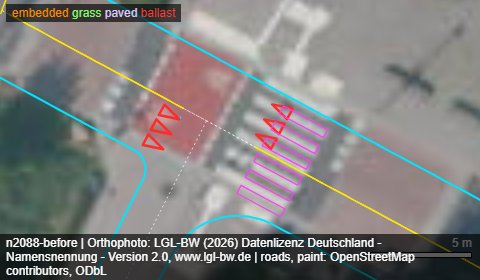 embedded grass paved ballast
5 m
n2088-before | Orthophoto: LGL-BW (2026) Datenlizenz Deutschland -
Namensnennung - Version 2.0, www.lgl-bw.de | roads, paint: OpenStreetMap
contributors, ODbL